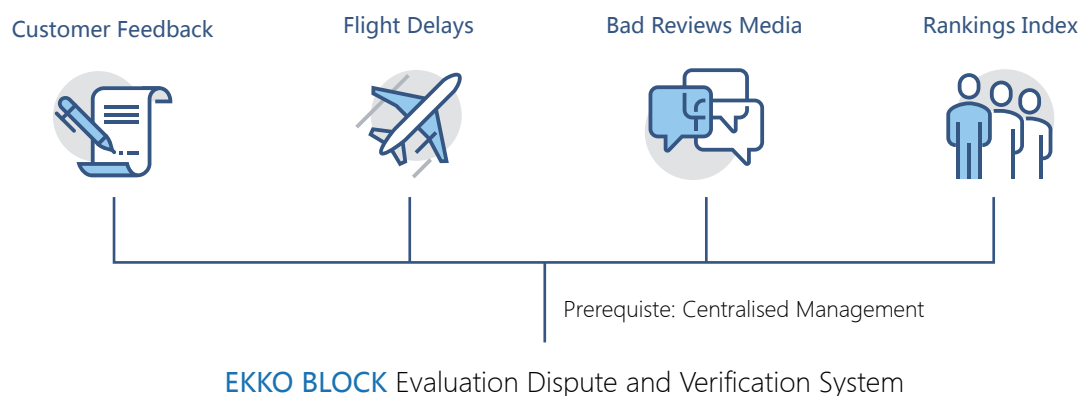 Customer Feedback
Flight Delays
Bad Reviews Media
Rankings Index
Prerequiste: Centralised Management
EKKO BLOCK Evaluation Dispute and Verification System